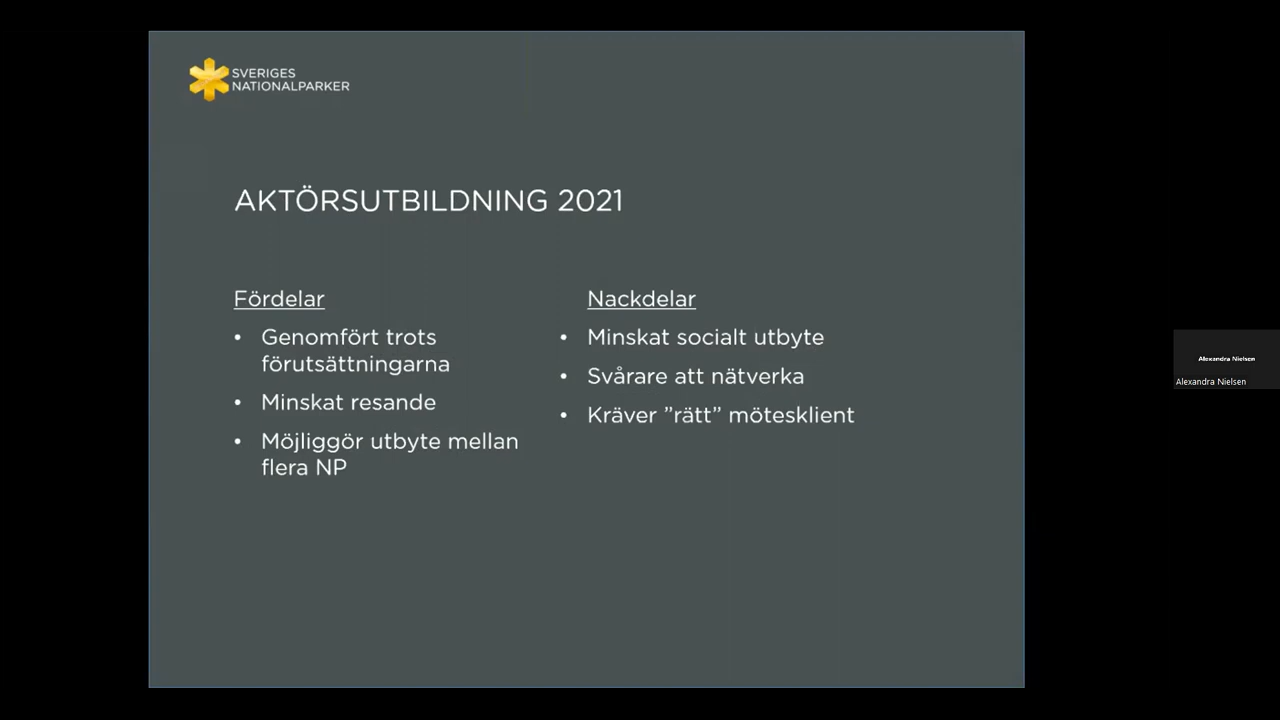 SVERIGES
NATIONALPARKER
AKTÖRSUTBILDNING 2021
Fördelar
• Genomfört trots
förutsättningarna
• Minskat resande
• Möjliggör utbyte mellan
flera NP
Nackdelar
• Minskat socialt utbyte
• Svårare att nätverka
• Kräver ”rätt” mötesklient
Alexandra Nielsen
Alexandra Nielsen